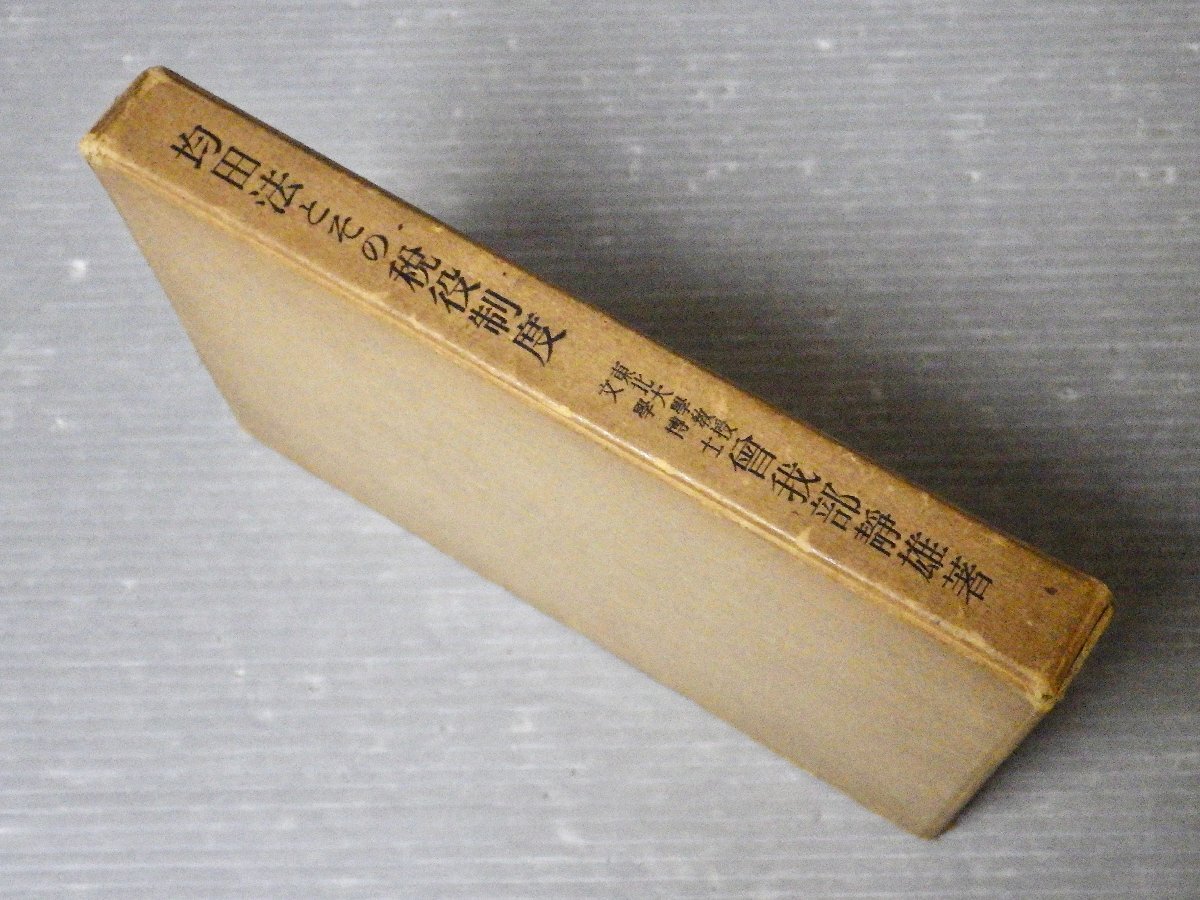 均田法とその税役制度
東北大學教授
文學博士
曾我部靜雄著